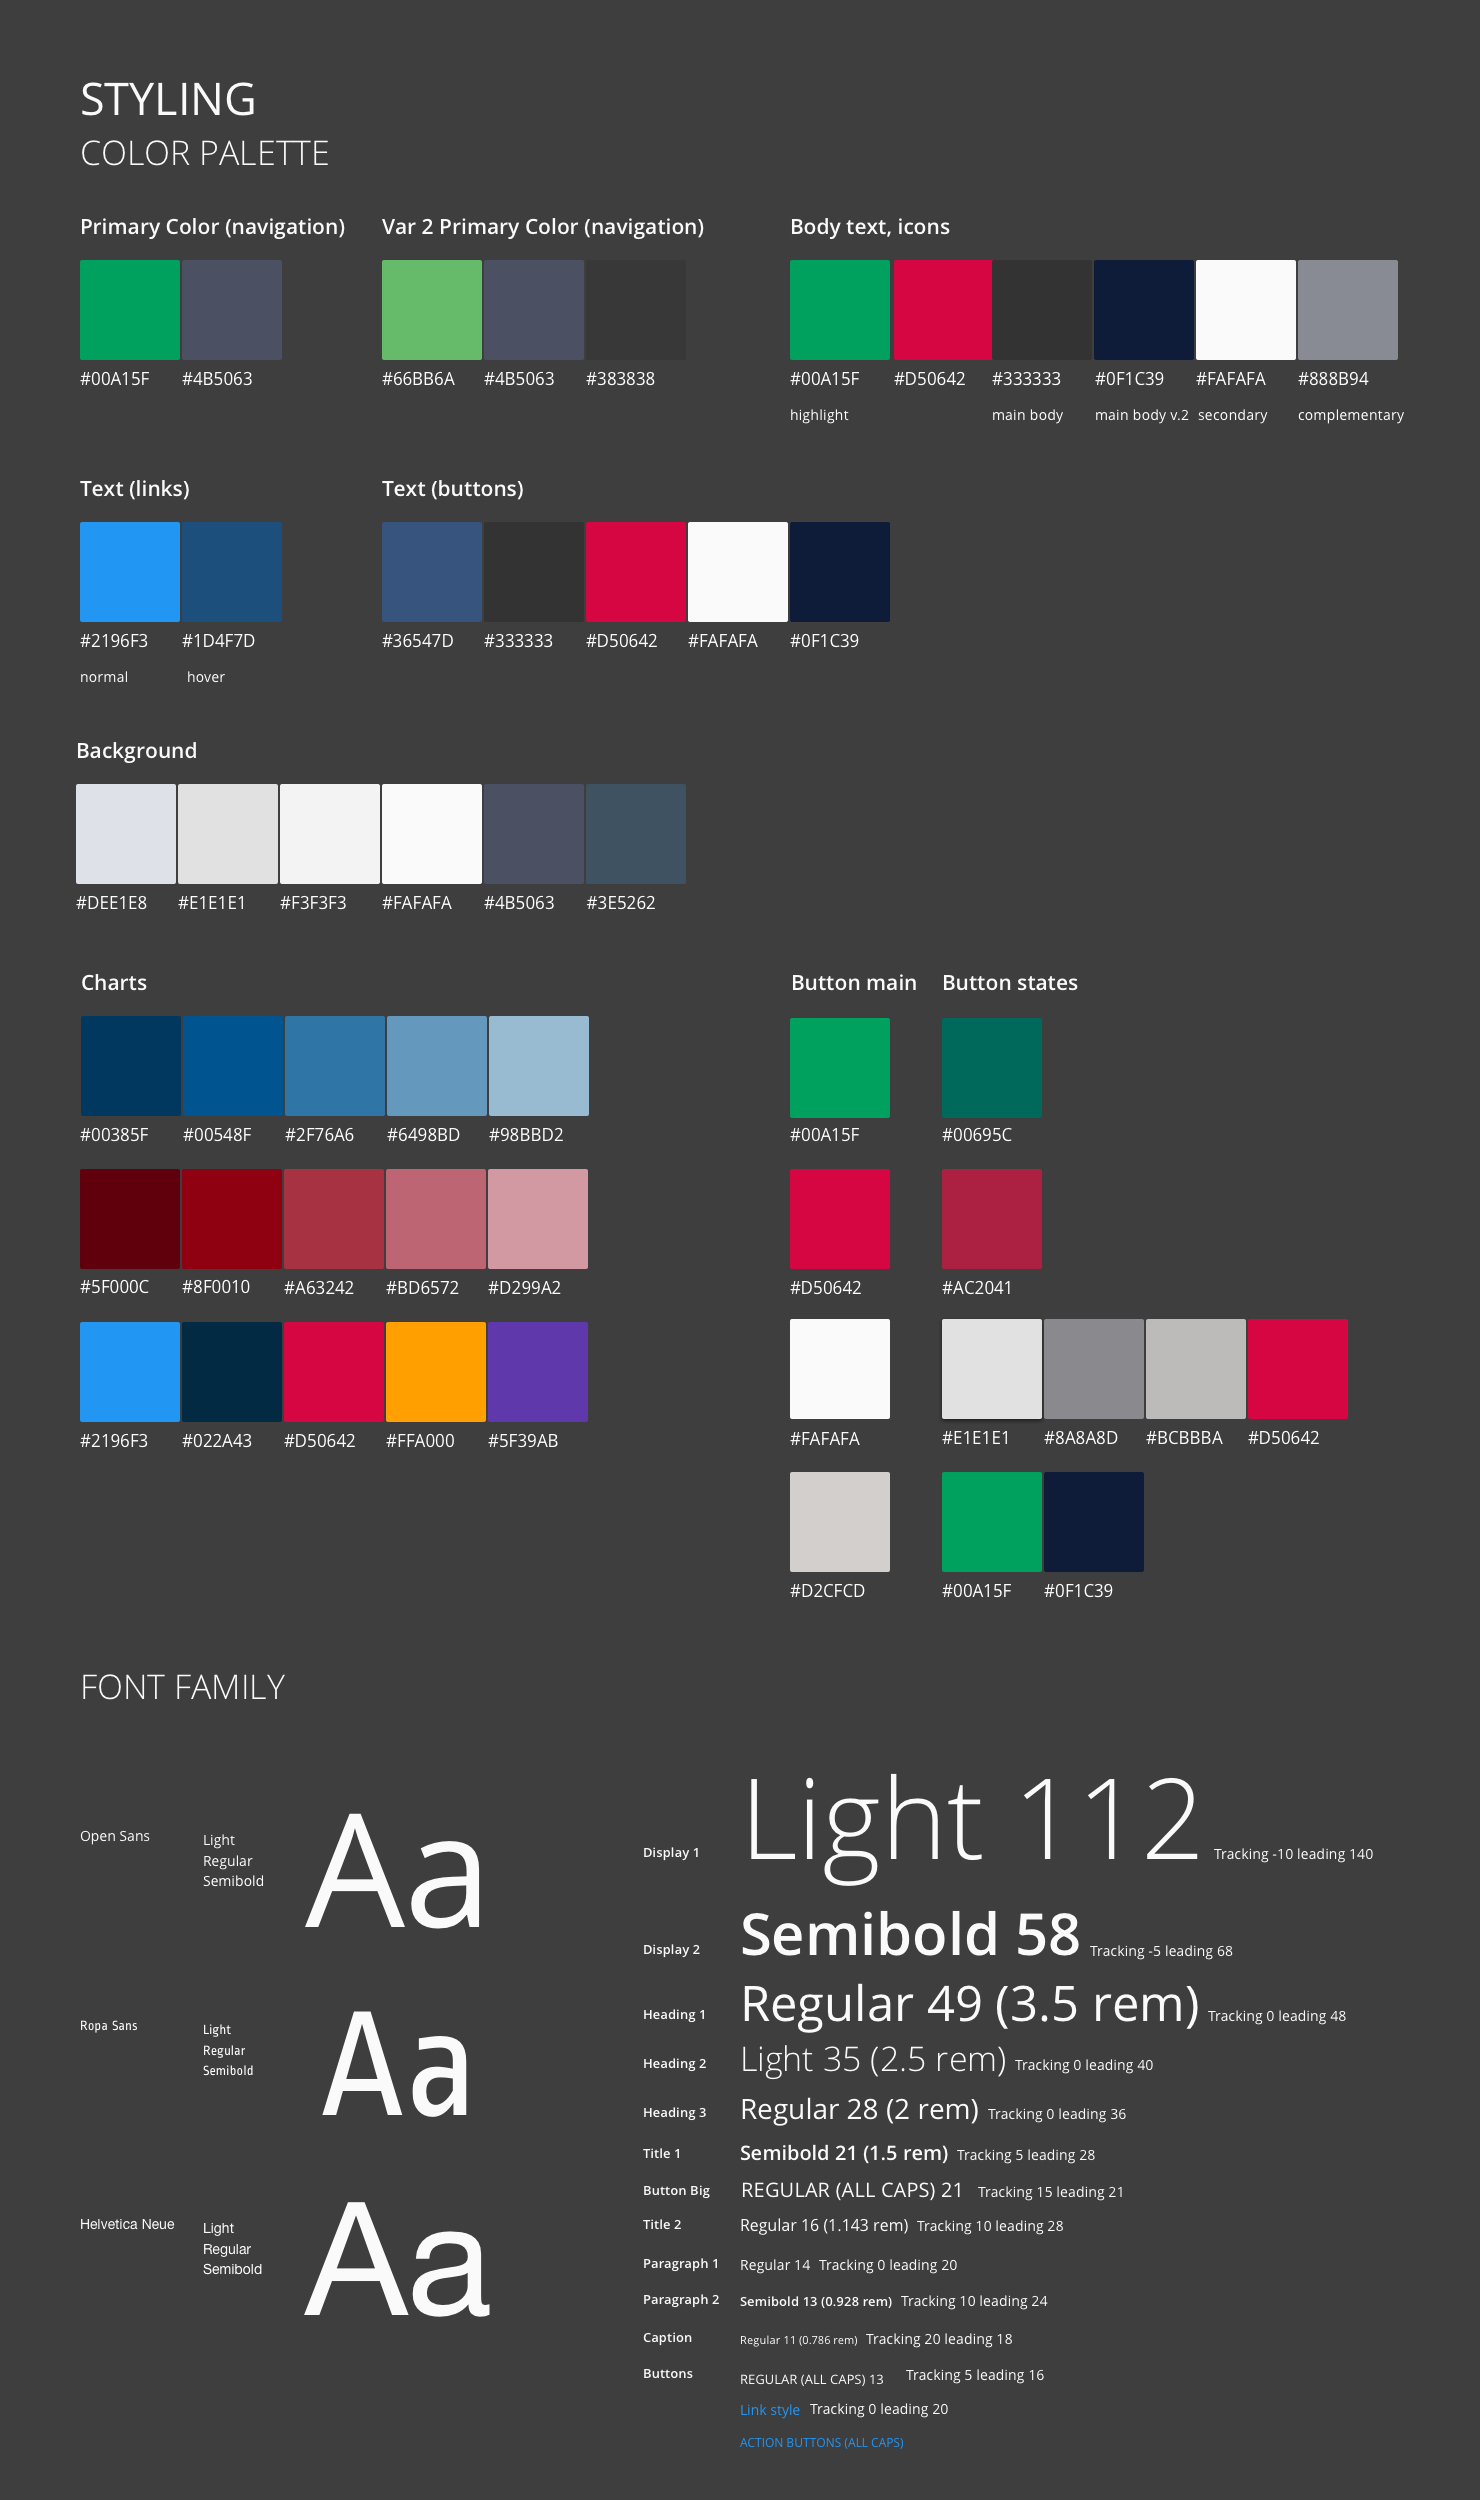 STYLING
COLOR PALETTE
Primary Color (navigation)
#00A15F #4B5063
Var 2 Primary Color (navigation)
#66BB6A #4B5063 #383838
Body text, icons
#00A15F #D50642 #333333 #0F1C39 #FAFAFA #888B94
highlight main body main body v.2 secondary complementary
Text (links)
#2196F3 #1D4F7D
normal hover
Text (buttons)
#36547D #333333 #D50642 #FAFAFA #0F1C39
Background
#DEE1E8 #E1E1E1 #F3F3F3 #FAFAFA #4B5063 #3E5262
Charts
#00385F #00548F #2F76A6 #6498BD #98BBD2
#5F000C #8F0010 #A63242 #BD6572 #D299A2
#2196F3 #022A43 #D50642 #FFA000 #5F39AB
Button main Button states
#00A15F #00695C
#D50642 #AC2041
#FAFAFA #E1E1E1 #8A8A8D #BCBBBA #D50642
#D2CFCD #00A15F #0F1C39
FONT FAMILY
Open Sans
Light
Regular
Semibold
Aa
Ropa Sans
Light
Regular
Semibold
Aa
Helvetica Neue
Light
Regular
Semibold
Aa
Display 1 Light 112 Tracking -10 leading 140
Display 2 Semibold 58 Tracking -5 leading 68
Heading 1 Regular 49 (3.5 rem) Tracking 0 leading 48
Heading 2 Light 35 (2.5 rem) Tracking 0 leading 40
Heading 3 Regular 28 (2 rem) Tracking 0 leading 36
Title 1 Semibold 21 (1.5 rem) Tracking 5 leading 28
Button Big REGULAR (ALL CAPS) 21 Tracking 15 leading 21
Title 2 Regular 16 (1.143 rem) Tracking 10 leading 28
Paragraph 1 Regular 14 Tracking 0 leading 20
Paragraph 2 Semibold 13 (0.928 rem) Tracking 10 leading 24
Caption Regular 11 (0.786 rem) Tracking 20 leading 18
Buttons REGULAR (ALL CAPS) 13 Tracking 5 leading 16
Link style Tracking 0 leading 20
ACTION BUTTONS (ALL CAPS)